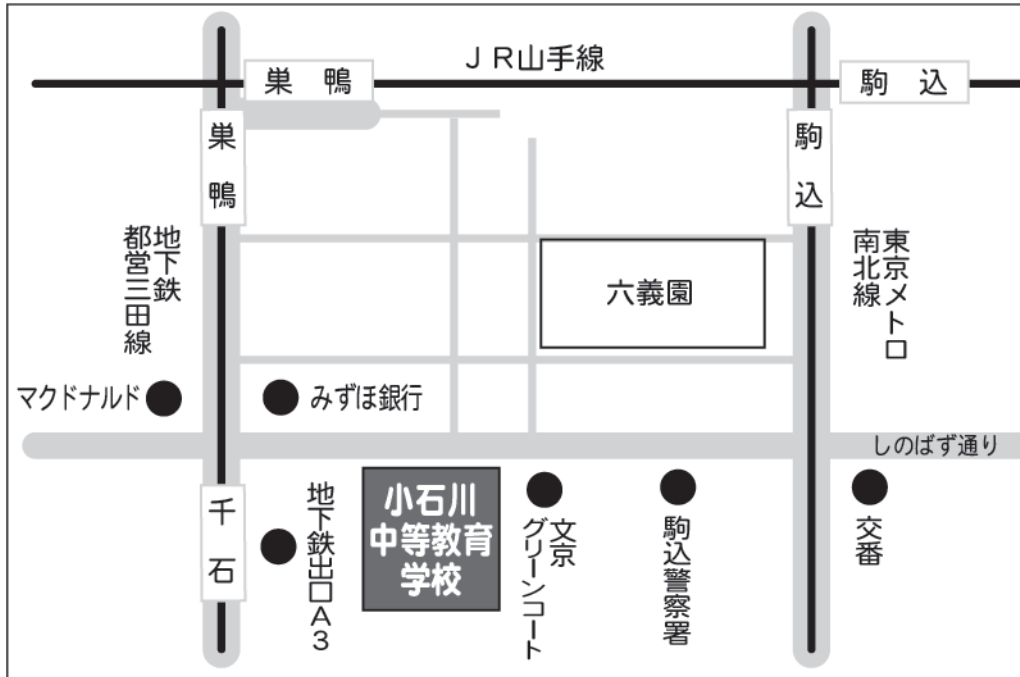 ＪＲ山手線
巣鴨
駒込
巣鴨
駒込
地下鉄
都営三田線
東京メトロ
南北線
六義園
マクドナルド
みずほ銀行
しのばず通り
千石
地下鉄出口Ａ３
小石川
中等教育
学校
文京
グリーンコート
駒込警察署
交番